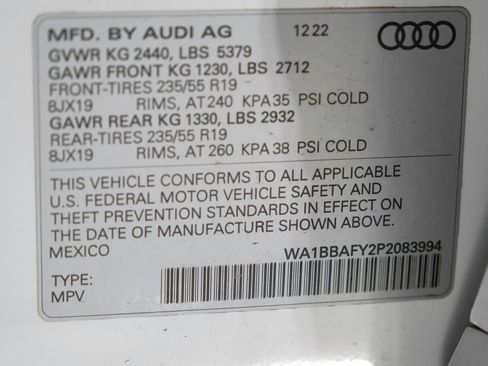 MFD. BY AUDI AG 12 22
GVWR KG 2440, LBS 5379
GAWR FRONT KG 1230, LBS 2712
FRONT-TIRES 235/55 R19
8JX19 RIMS, AT 240 KPA 35 PSI COLD
GAWR REAR KG 1330, LBS 2932
REAR-TIRES 235/55 R19
8JX19 RIMS, AT 260 KPA 38 PSI COLD
THIS VEHICLE CONFORMS TO ALL APPLICABLE
U.S. FEDERAL MOTOR VEHICLE SAFETY AND
THEFT PREVENTION STANDARDS IN EFFECT ON
THE DATE OF MANUFACTURE SHOWN ABOVE.
MEXICO WA1BBAFY2P2083994
TYPE:
MPV